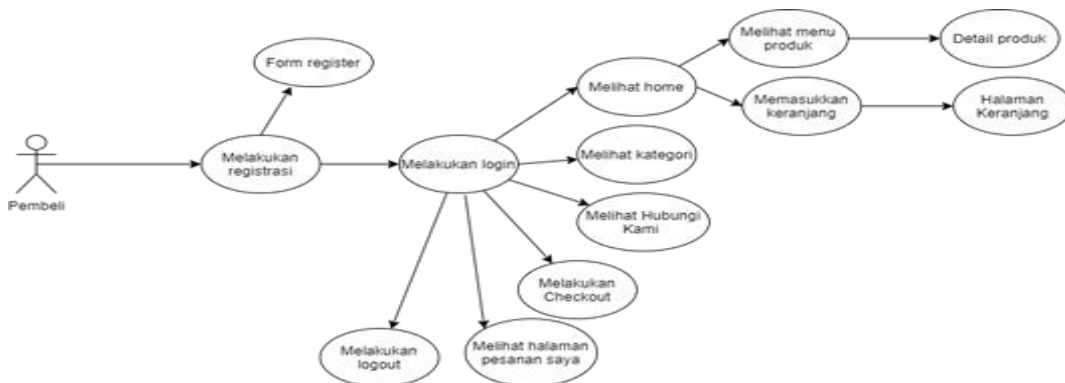 Melihat menu
produk
Detail produk
Form register
Melihat home
Memasukkan
keranjang
Halaman
Keranjang
Melakukan
registrasi
Melakukan login
Melihat kategori
Pembeli
Melihat Hubungi
Kami
Melakukan
Checkout
Melakukan
logout
Melihat halaman
pesanan saya